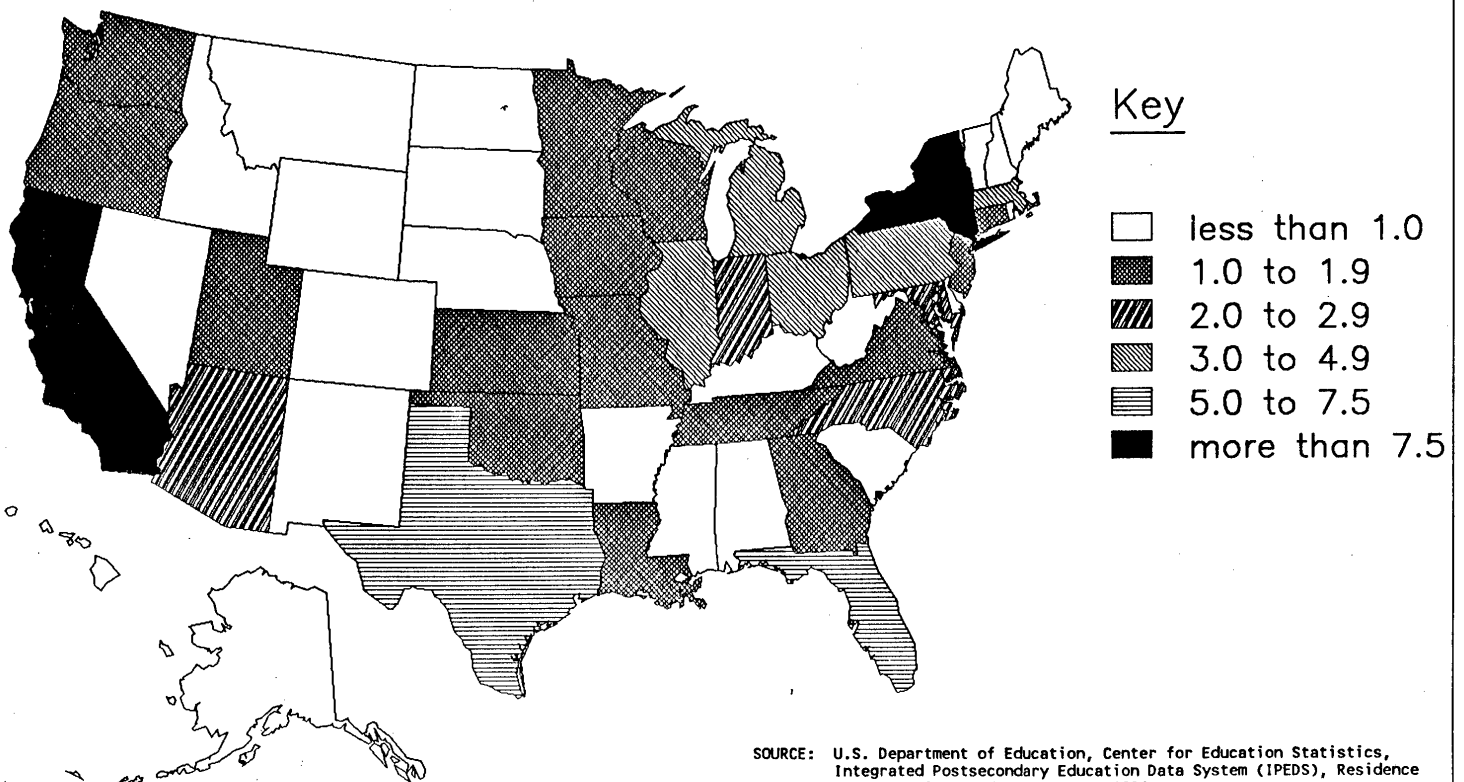 Key
less than 1.0
1.0 to 1.9
2.0 to 2.9
3.0 to 4.9
5.0 to 7.5
more than 7.5
SOURCE: U.S. Department of Education, Center for Education Statistics,
Integrated Postsecondary Education Data System (IPEDS), Residence